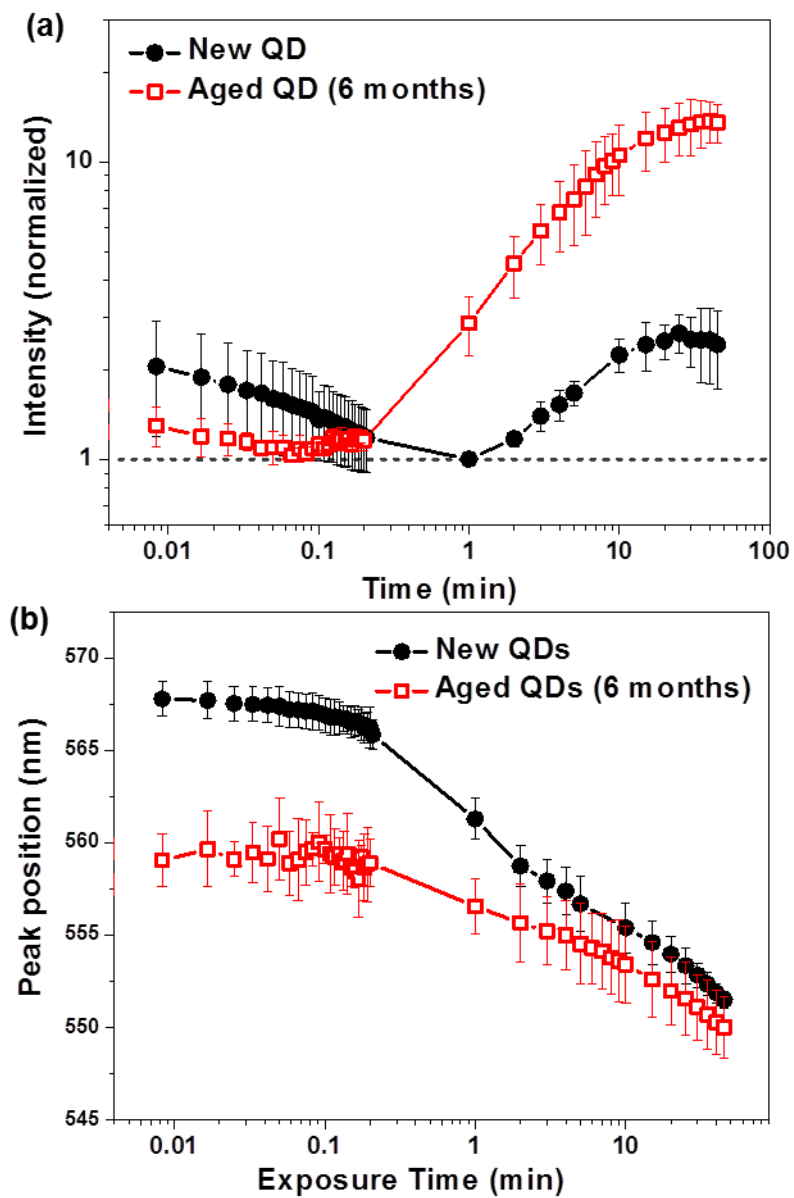 (a)
New QD
Aged QD (6 months)
10
1
Intensity (normalized)
0.01 0.1 1 10 100
Time (min)
(b)
New QDs
Aged QDs (6 months)
570
565
560
555
550
545
Peak position (nm)
0.01 0.1 1 10
Exposure Time (min)